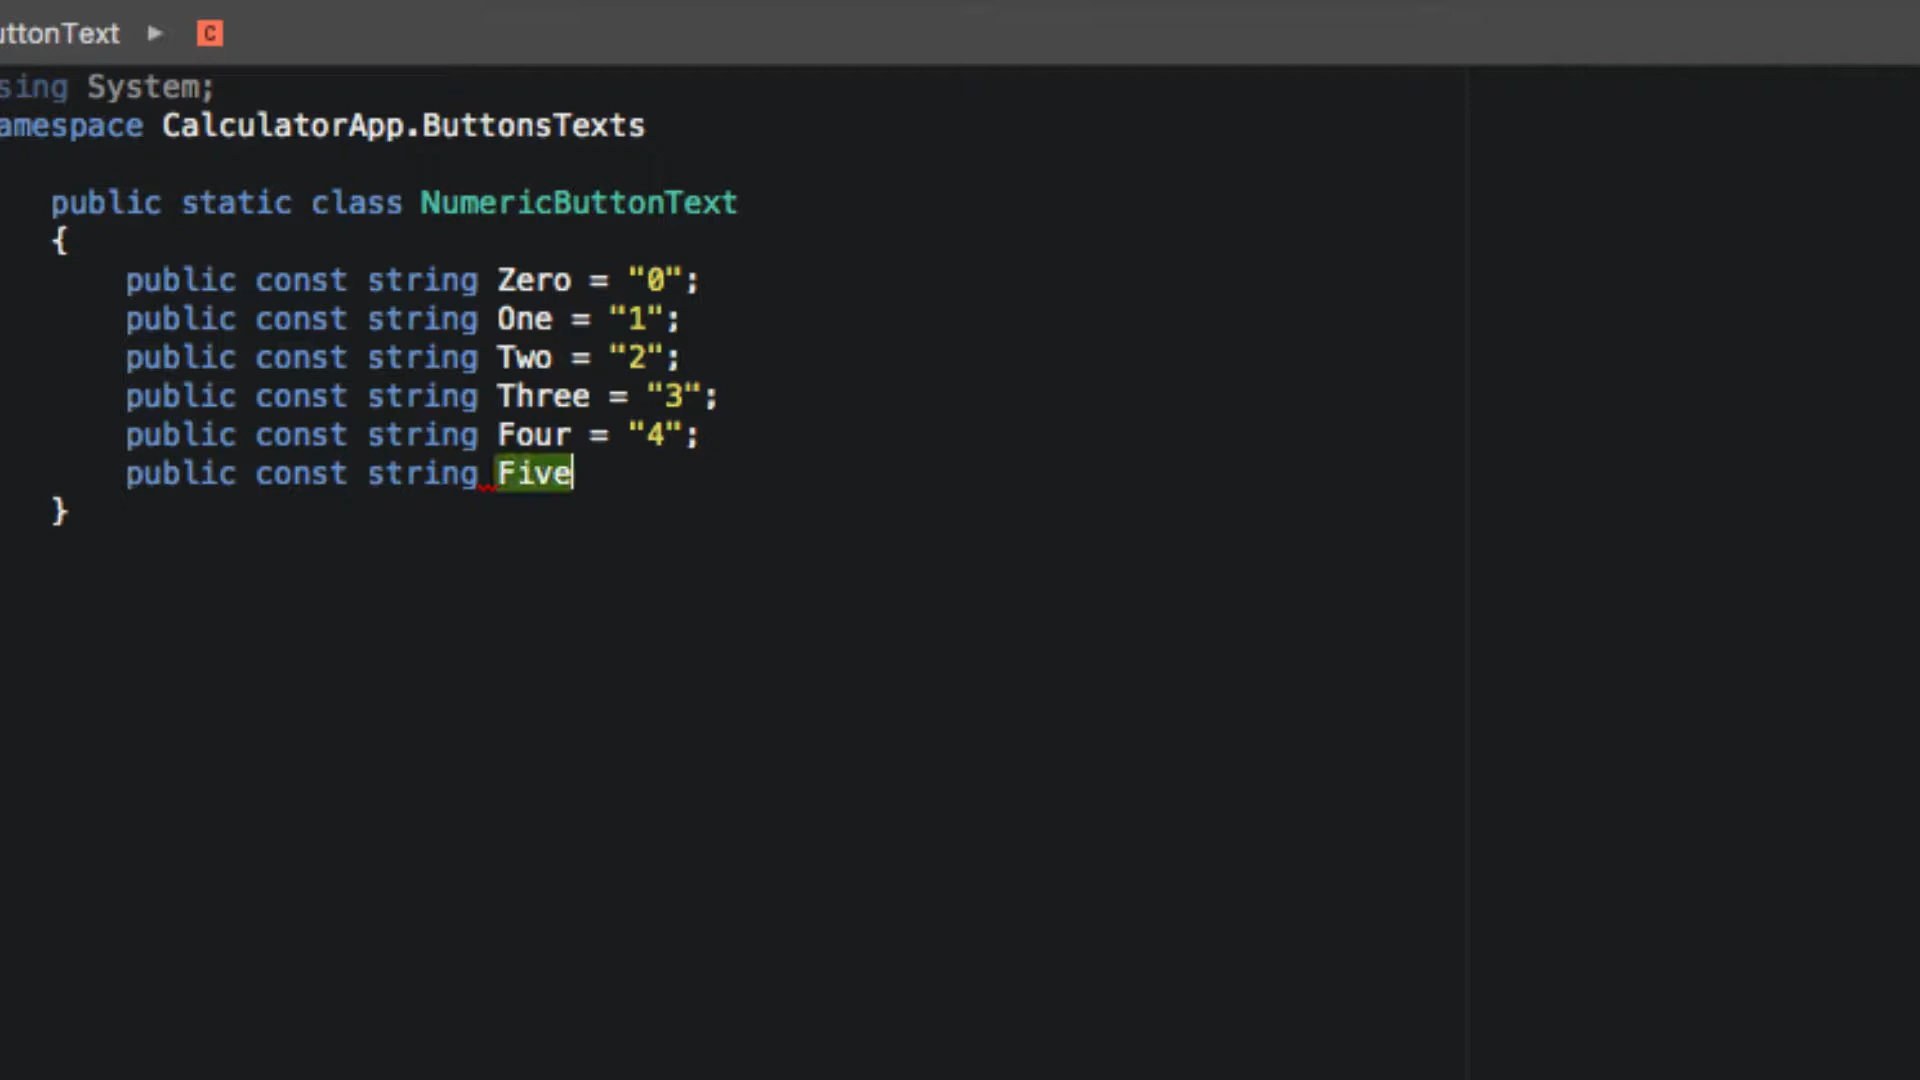 uttonText ▶ C
sing System;
amespace CalculatorApp.ButtonsTexts
public static class NumericButtonText
{
public const string Zero = "0";
public const string One = "1";
public const string Two = "2";
public const string Three = "3";
public const string Four = "4";
public const string Five
}